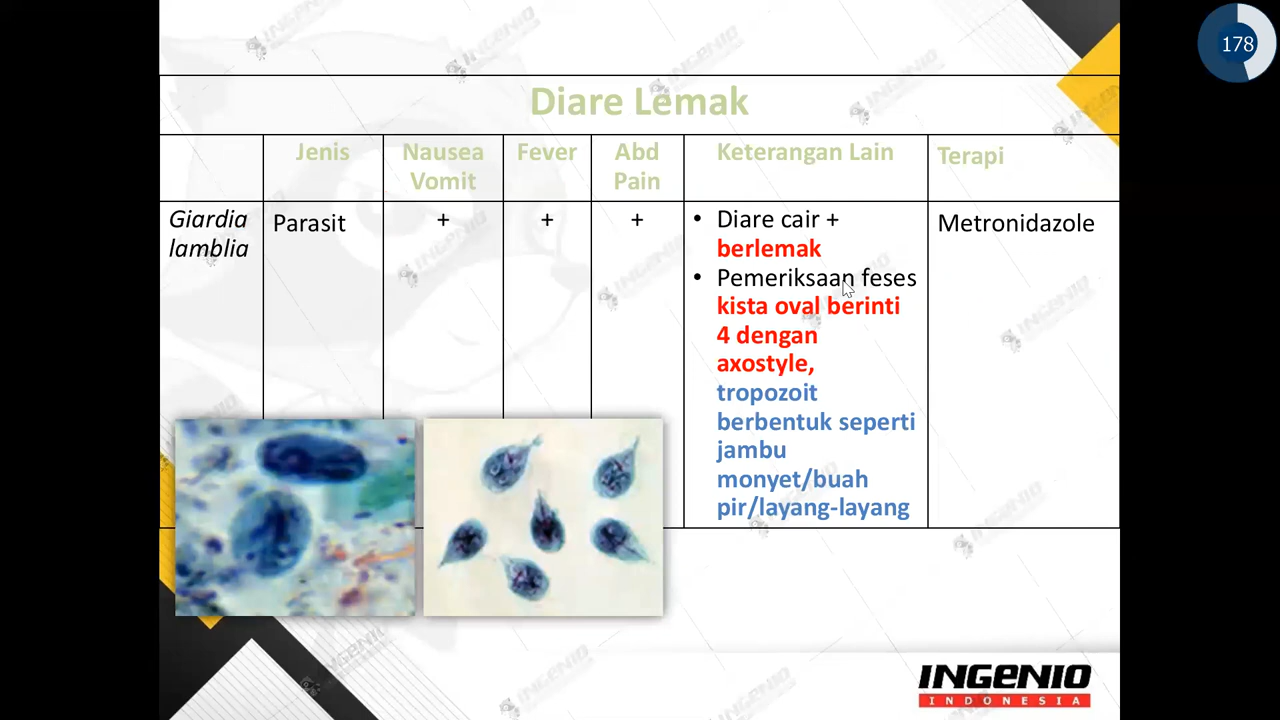 178
Diare Lemak
Jenis
Nausea
Vomit
Fever
Abd
Pain
Keterangan Lain
Terapi
Giardia
lamblia
Parasit
+
+
+
• Diare cair +
berlemak
• Pemeriksaan feses
kista oval berinti
4 dengan
axostyle,
tropozoit
berbentuk seperti
jambu
monyet/buah
pir/layang-layang
Metronidazole
INGENIO
INDONESIA